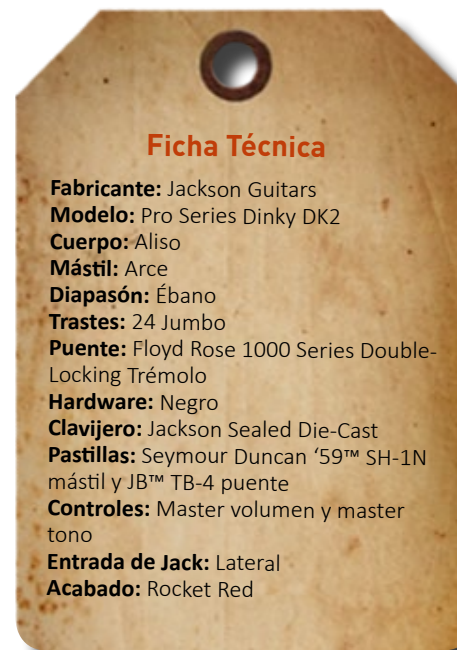 Ficha Técnica
Fabricante: Jackson Guitars
Modelo: Pro Series Dinky DK2
Cuerpo: Aliso
Mástil: Arce
Diapasón: Ébano
Trastes: 24 Jumbo
Puente: Floyd Rose 1000 Series Double-
Locking Trémolo
Hardware: Negro
Clavijero: Jackson Sealed Die-Cast
Pastillas: Seymour Duncan ‘59™ SH-1N
mástil y JB™ TB-4 puente
Controles: Master volumen y master
tono
Entrada de Jack: Lateral
Acabado: Rocket Red